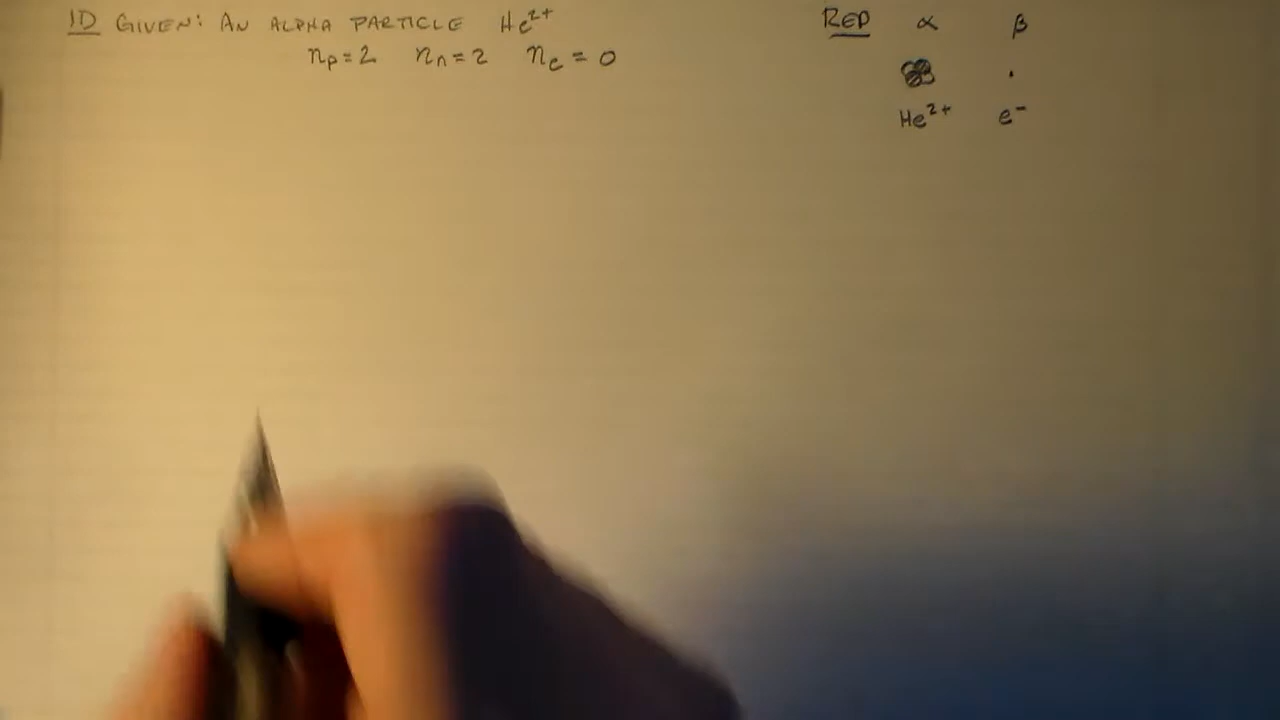 ID GIVEN: AN ALPHA PARTICLE He²⁺
np = 2 nn = 2 ne = 0
REP α β
He²⁺ e⁻